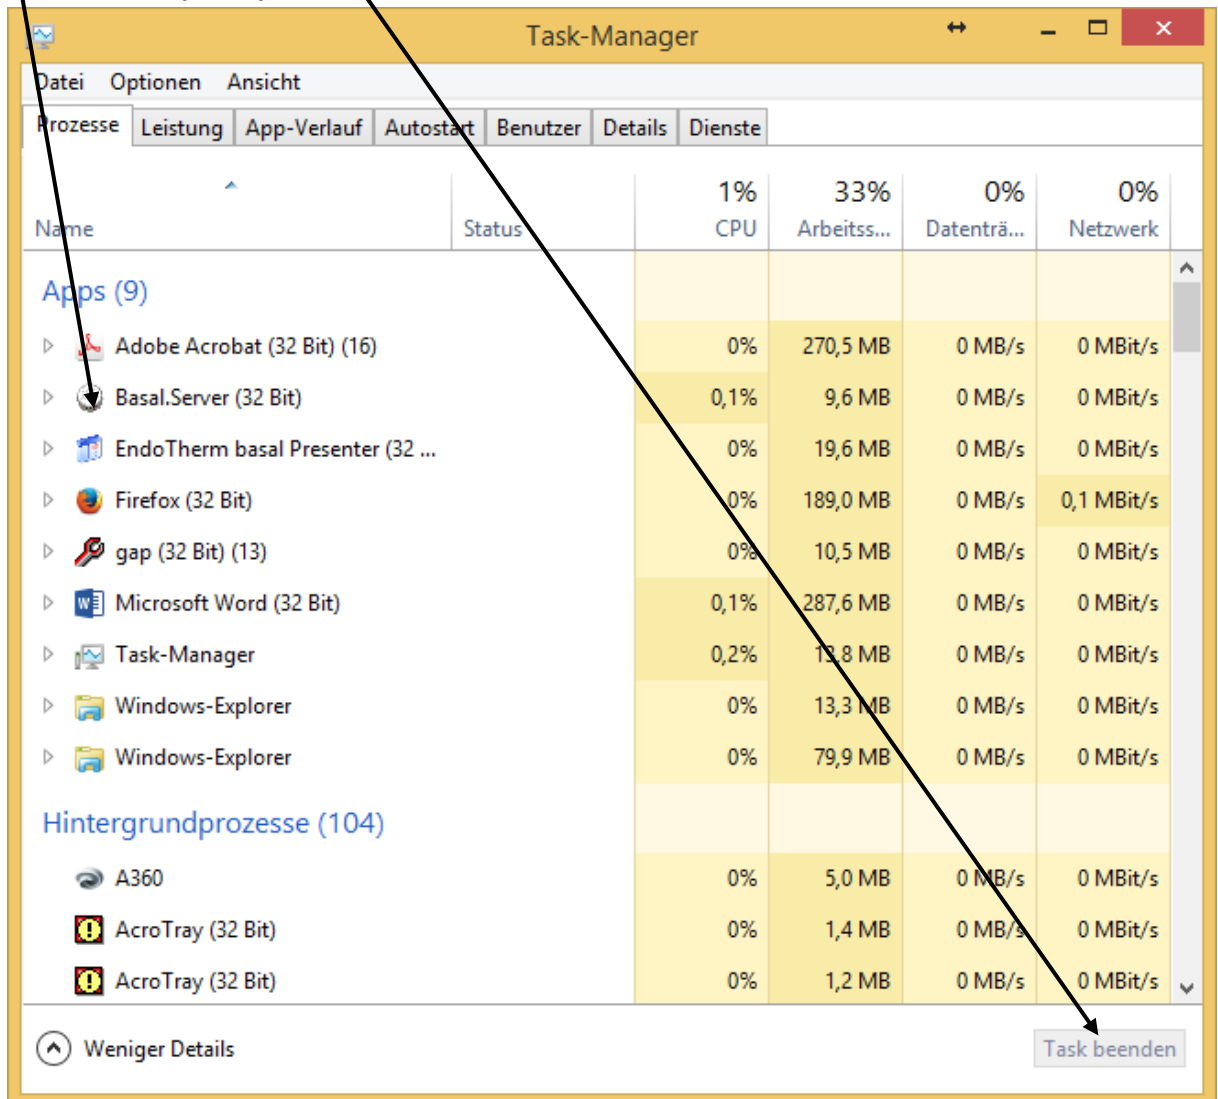 Task-Manager
Datei Optionen Ansicht
Prozesse Leistung App-Verlauf Autostart Benutzer Details Dienste
1% 33% 0% 0%
Name Status CPU Arbeitss... Datenträ... Netzwerk
Apps (9)
Adobe Acrobat (32 Bit) (16) 0% 270,5 MB 0 MB/s 0 MBit/s
Basal.Server (32 Bit) 0,1% 9,6 MB 0 MB/s 0 MBit/s
EndoTherm basal Presenter (32 ... 0% 19,6 MB 0 MB/s 0 MBit/s
Firefox (32 Bit) 0% 189,0 MB 0 MB/s 0,1 MBit/s
gap (32 Bit) (13) 0% 10,5 MB 0 MB/s 0 MBit/s
Microsoft Word (32 Bit) 0,1% 287,6 MB 0 MB/s 0 MBit/s
Task-Manager 0,2% 13,8 MB 0 MB/s 0 MBit/s
Windows-Explorer 0% 13,3 MB 0 MB/s 0 MBit/s
Windows-Explorer 0% 79,9 MB 0 MB/s 0 MBit/s
Hintergrundprozesse (104)
A360 0% 5,0 MB 0 MB/s 0 MBit/s
AcroTray (32 Bit) 0% 1,4 MB 0 MB/s 0 MBit/s
AcroTray (32 Bit) 0% 1,2 MB 0 MB/s 0 MBit/s
Weniger Details Task beenden